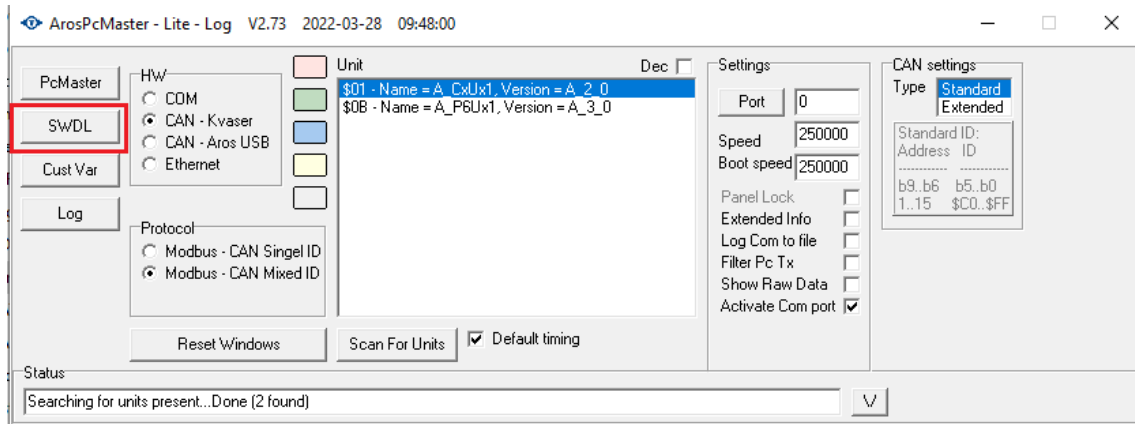 ArosPcMaster - Lite - Log V2.73 2022-03-28 09:48:00
PcMaster
SWDL
Cust Var
Log
HW
COM
CAN - Kvaser
CAN - Aros USB
Ethernet
Protocol
Modbus - CAN Singel ID
Modbus - CAN Mixed ID
Reset Windows
Unit
Dec
$01 - Name = A_CxUx1, Version = A_2_0
$0B - Name = A_P6Ux1, Version = A_3_0
Scan For Units
Default timing
Settings
Port 0
Speed 250000
Boot speed 250000
Panel Lock
Extended Info
Log Com to file
Filter Pc Tx
Show Raw Data
Activate Com port
CAN settings
Type Standard
Extended
Standard ID:
Address ID
---------- ----------
b9..b6 b5..b0
1..15 $C0..$FF
Status
Searching for units present...Done (2 found)
V